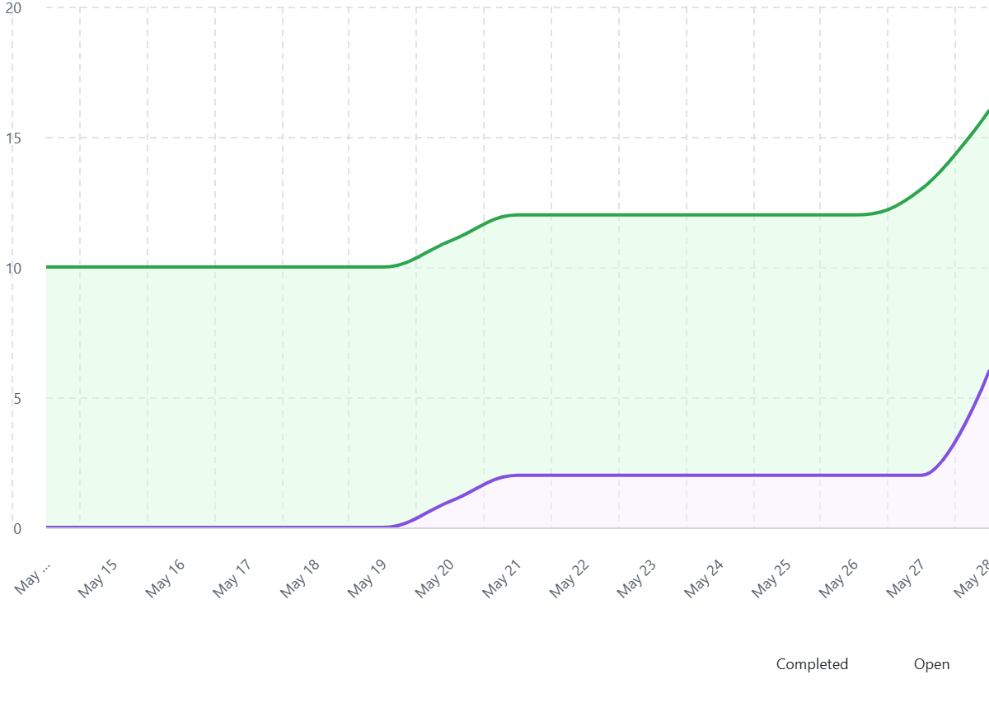 20
15
10
5
0
May ...
May 15
May 16
May 17
May 18
May 19
May 20
May 21
May 22
May 23
May 24
May 25
May 26
May 27
May 28
Completed Open